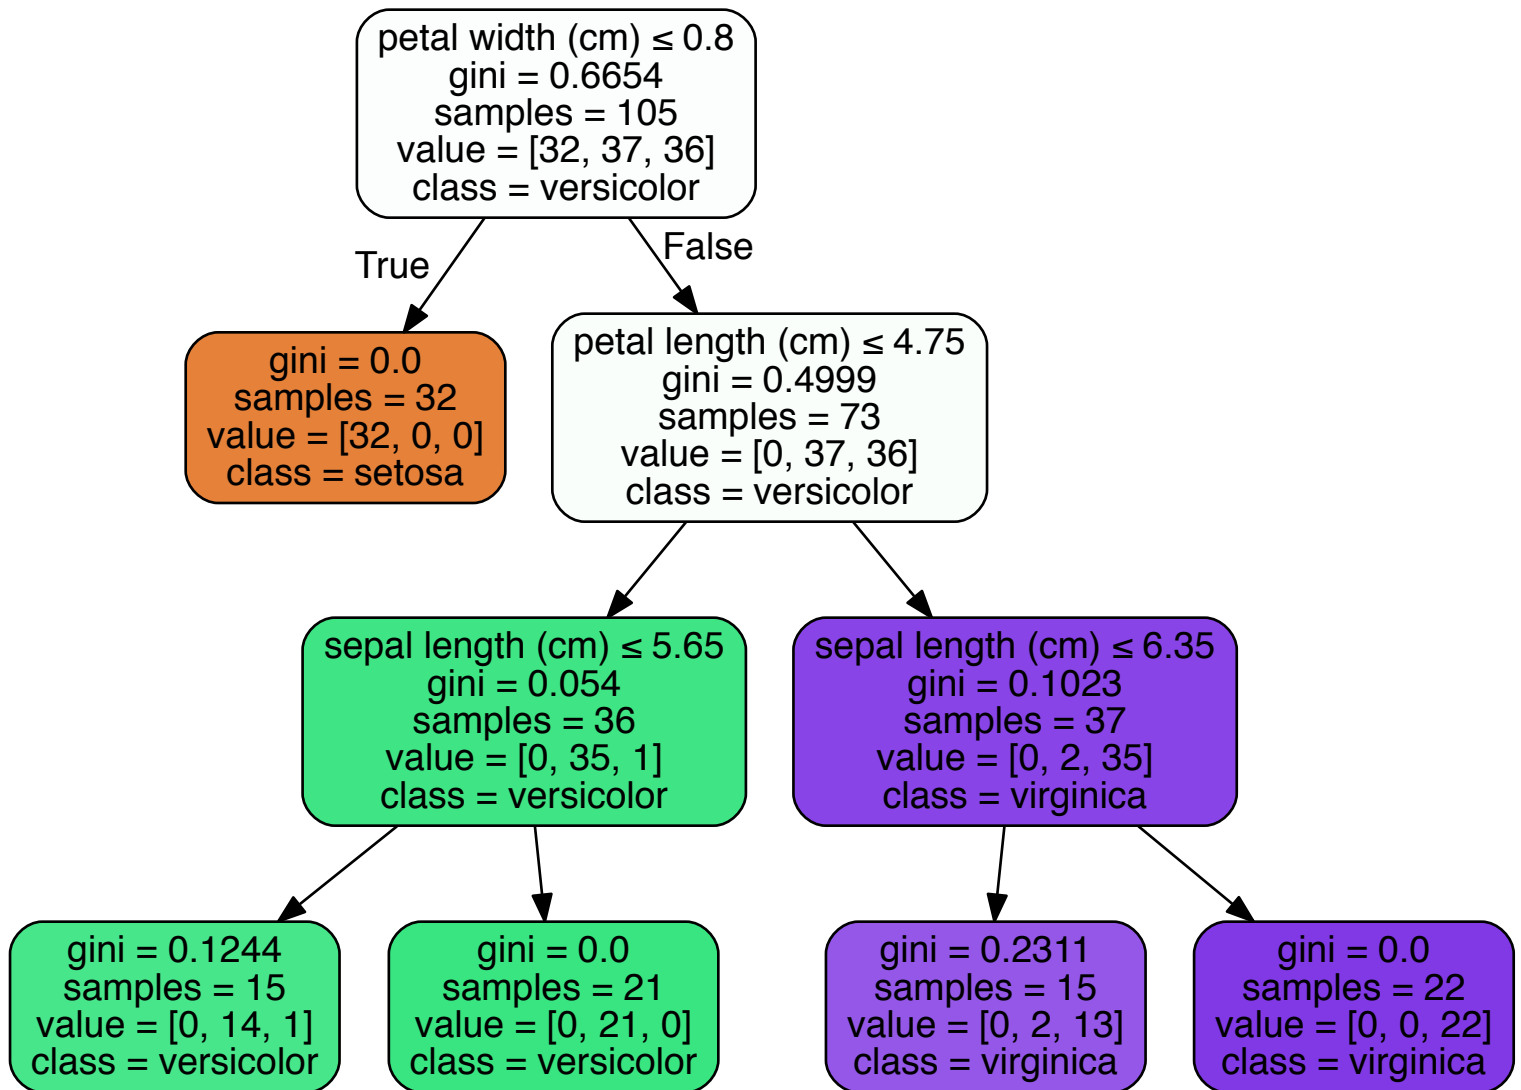 petal width (cm) ≤ 0.8
gini = 0.6654
samples = 105
value = [32, 37, 36]
class = versicolor
True
False
gini = 0.0
samples = 32
value = [32, 0, 0]
class = setosa
petal length (cm) ≤ 4.75
gini = 0.4999
samples = 73
value = [0, 37, 36]
class = versicolor
sepal length (cm) ≤ 5.65
gini = 0.054
samples = 36
value = [0, 35, 1]
class = versicolor
sepal length (cm) ≤ 6.35
gini = 0.1023
samples = 37
value = [0, 2, 35]
class = virginica
gini = 0.1244
samples = 15
value = [0, 14, 1]
class = versicolor
gini = 0.0
samples = 21
value = [0, 21, 0]
class = versicolor
gini = 0.2311
samples = 15
value = [0, 2, 13]
class = virginica
gini = 0.0
samples = 22
value = [0, 0, 22]
class = virginica